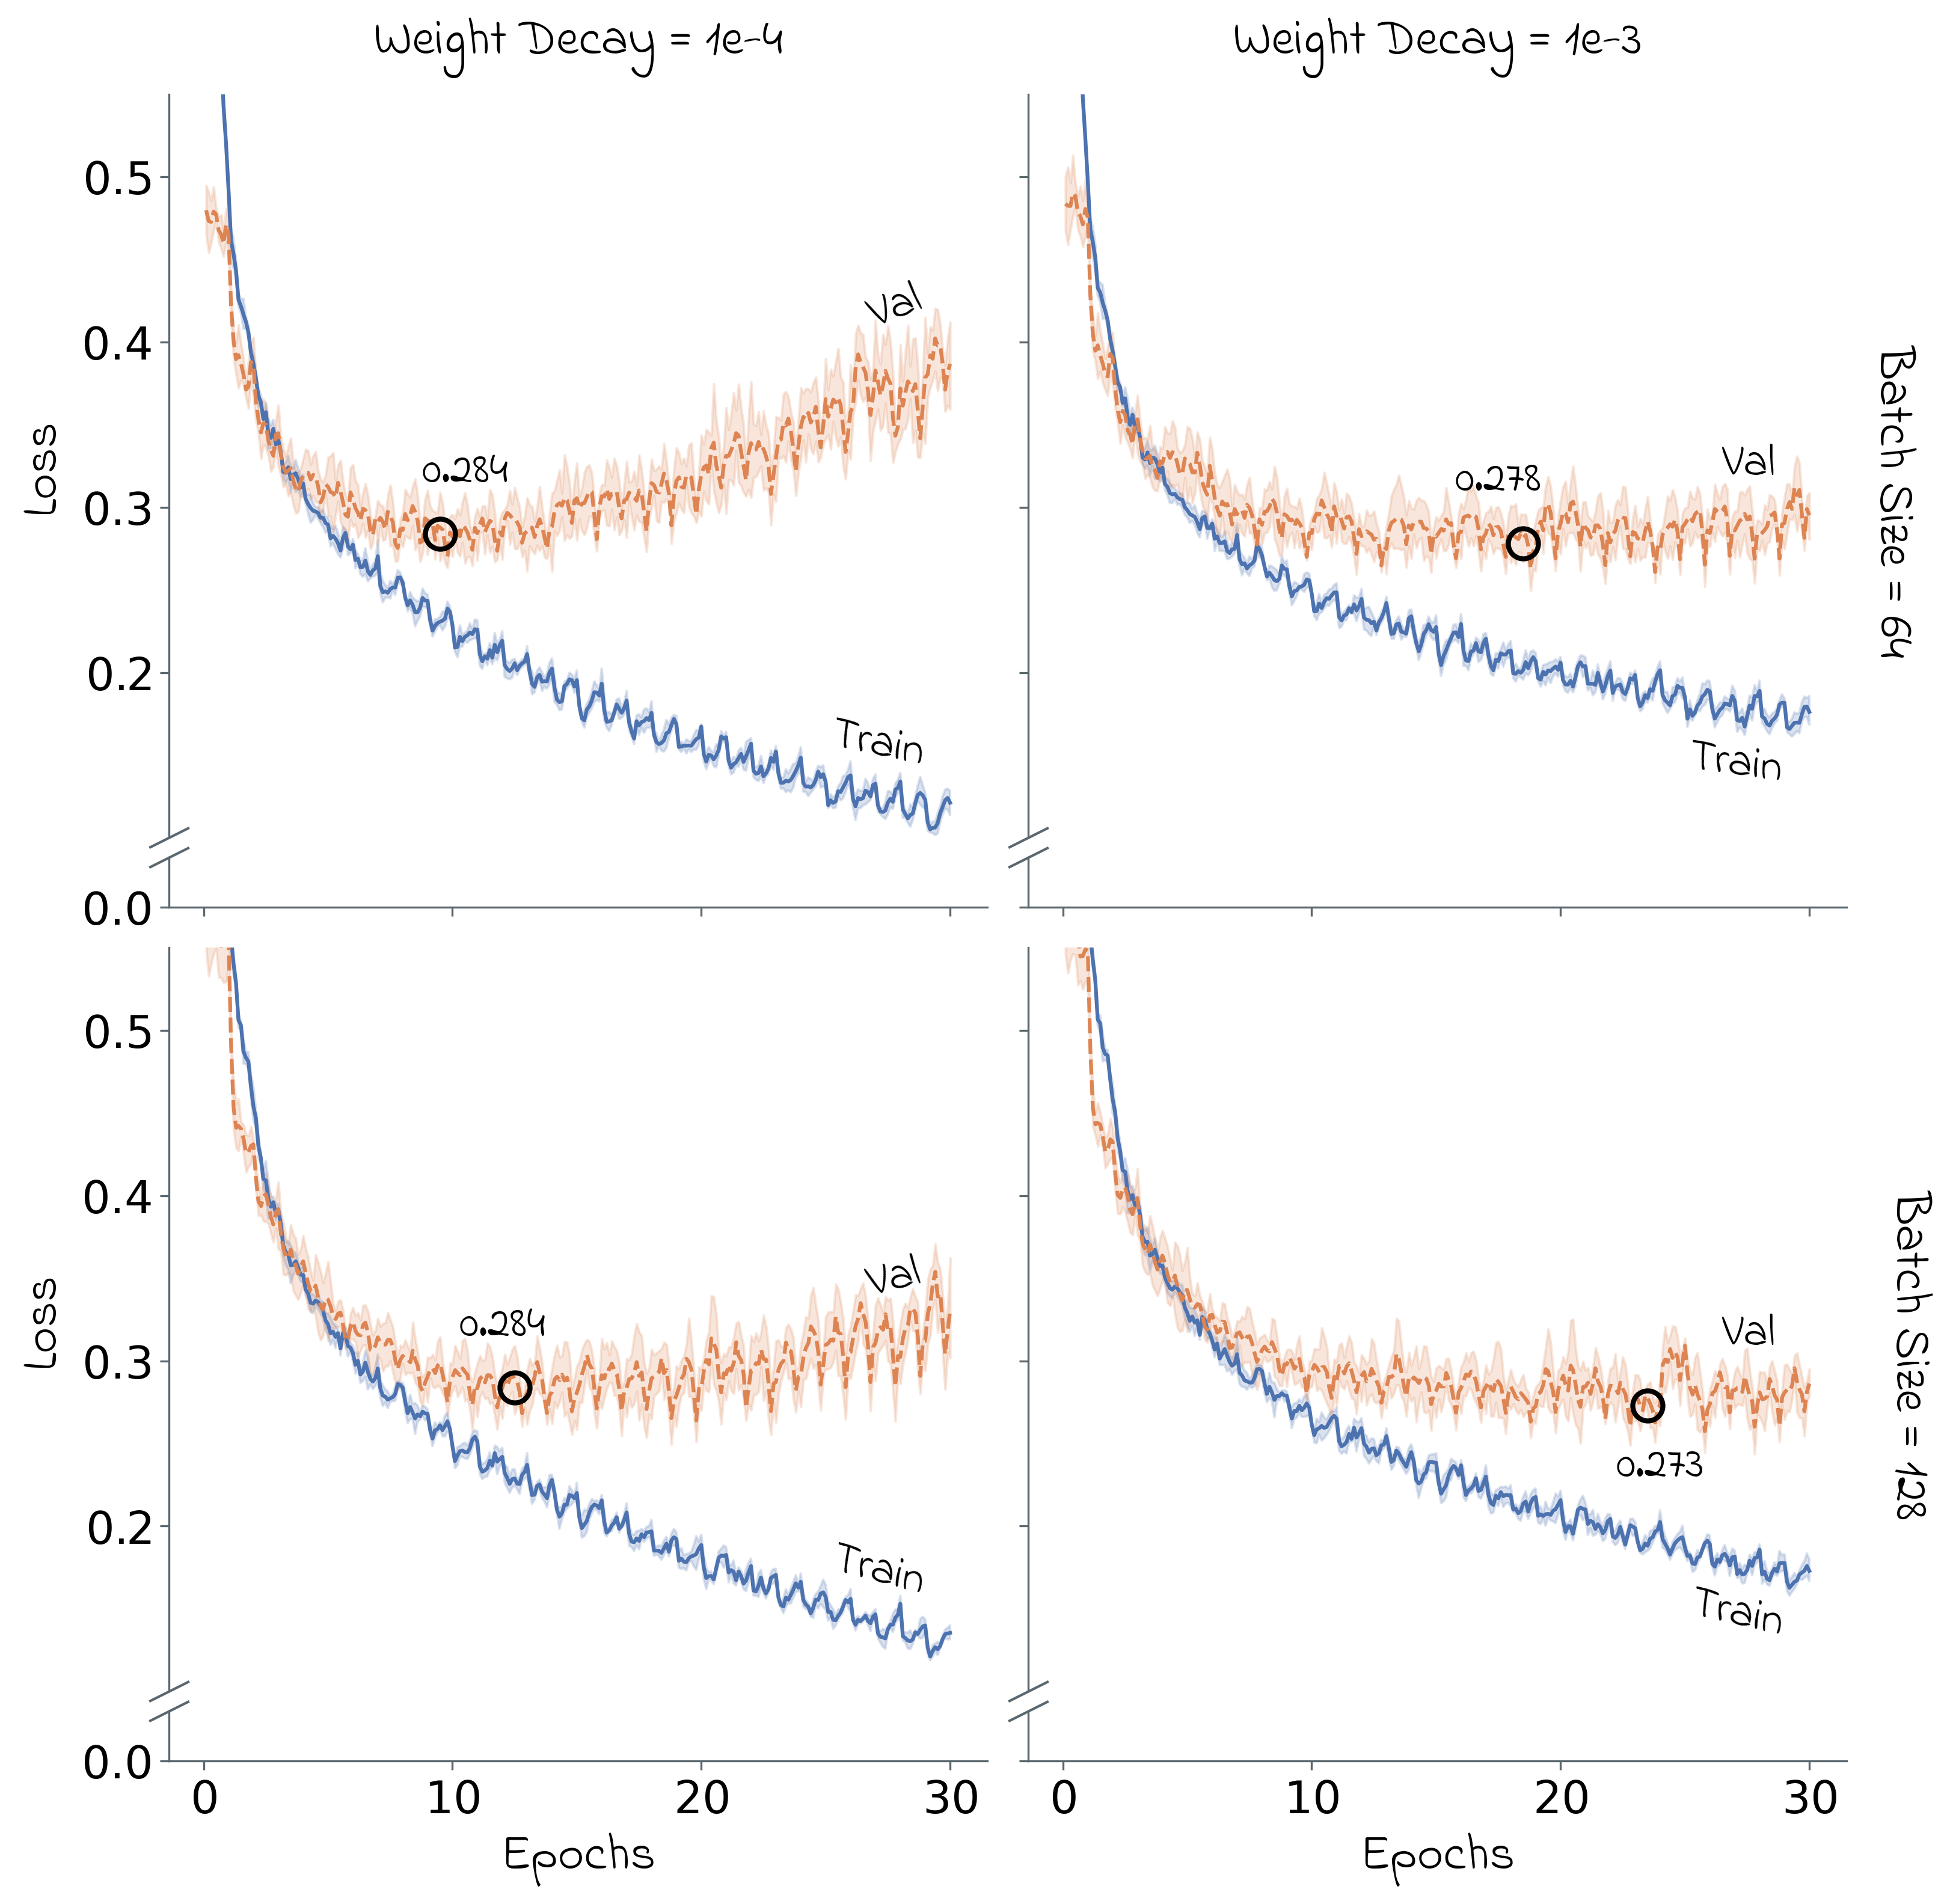 Weight Decay = 1e-4
Weight Decay = 1e-3
0.5
0.4
0.3
0.2
0.0
Loss
0.284
Val
Train
0.278
Val
Train
Batch Size = 64
0.5
0.4
0.3
0.2
0.0
Loss
0.284
Val
Train
0.273
Val
Train
Batch Size = 128
0 10 20 30
0 10 20 30
Epochs
Epochs